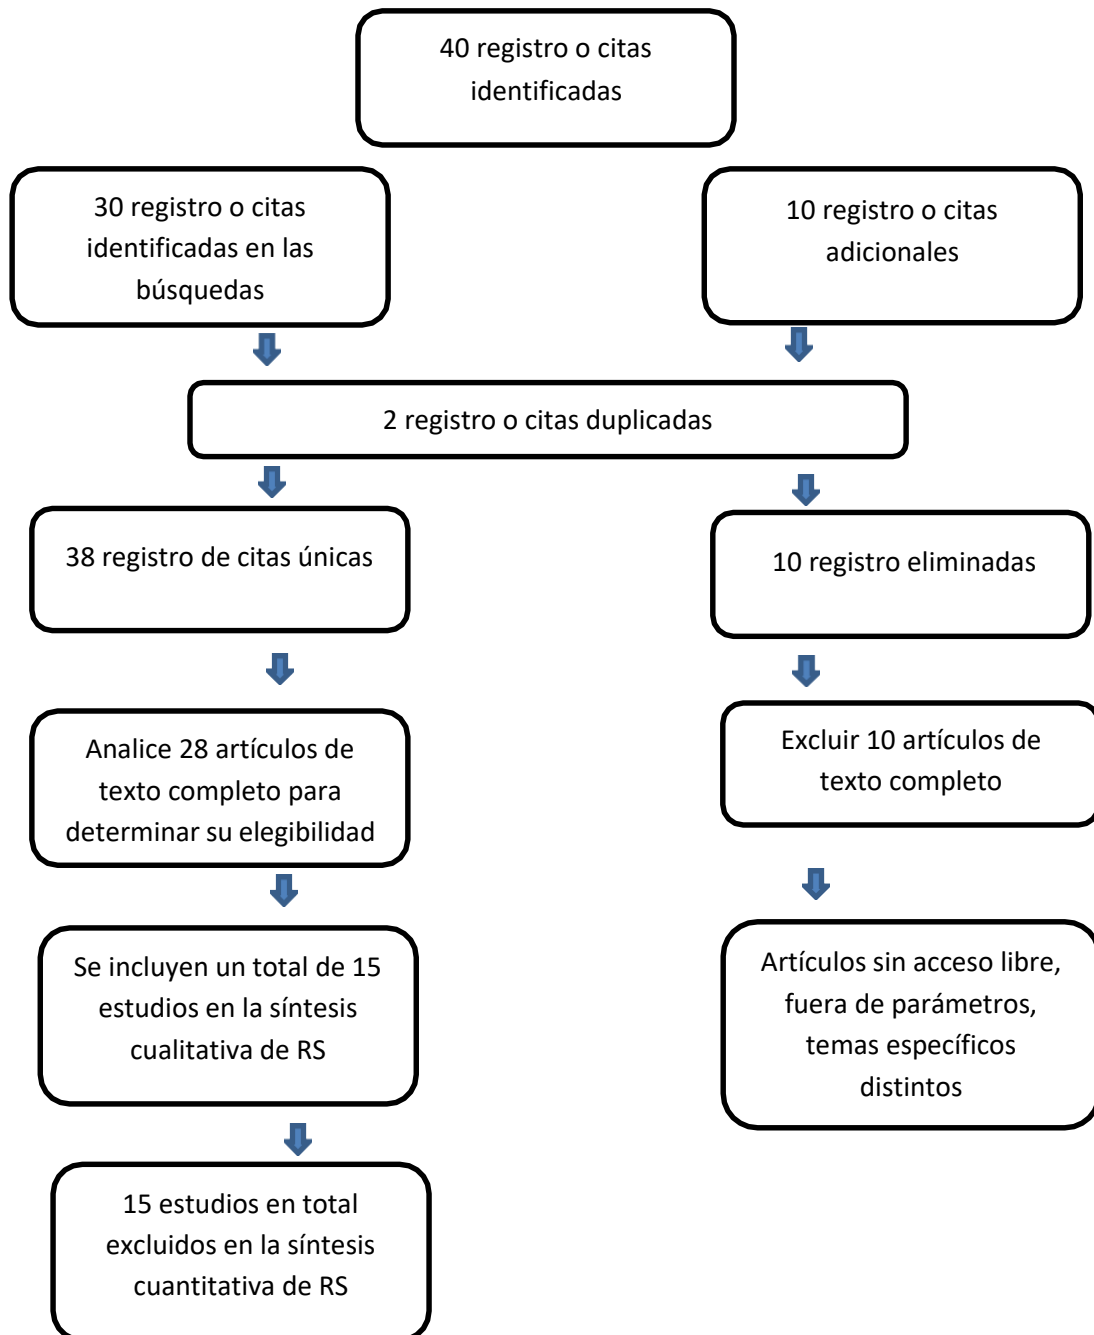 40 registro o citas
identificadas
30 registro o citas
identificadas en las
búsquedas
10 registro o citas
adicionales
2 registro o citas duplicadas
38 registro de citas únicas
10 registro eliminadas
Analice 28 artículos de
texto completo para
determinar su elegibilidad
Excluir 10 artículos de
texto completo
Se incluyen un total de 15
estudios en la síntesis
cualitativa de RS
Artículos sin acceso libre,
fuera de parámetros,
temas específicos
distintos
15 estudios en total
excluidos en la síntesis
cuantitativa de RS